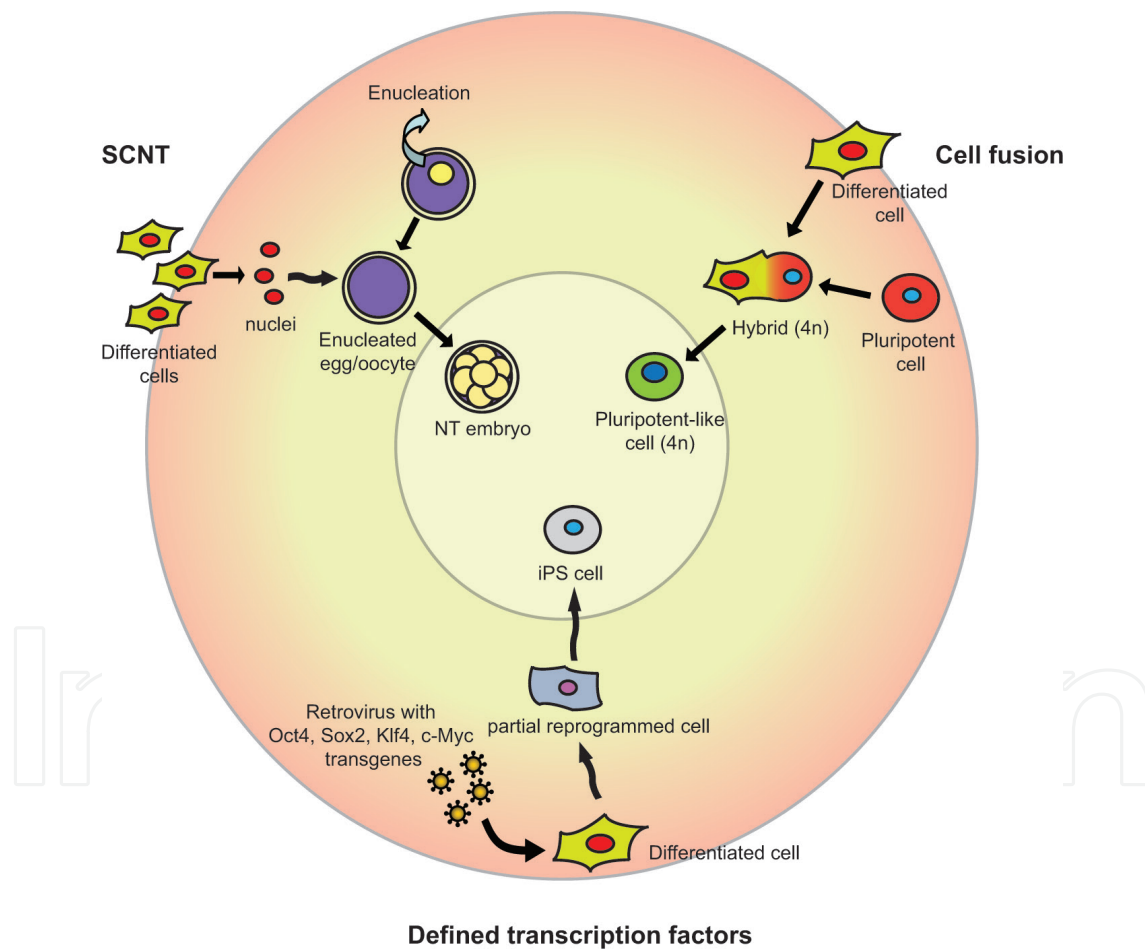 Enucleation
SCNT
Cell fusion
Differentiated
cell
nuclei
Differentiated
cells
Enucleated
egg/oocyte
Hybrid (4n)
Pluripotent
cell
NT embryo
Pluripotent-like
cell (4n)
iPS cell
partial reprogrammed cell
Retrovirus with
Oct4, Sox2, Klf4, c-Myc
transgenes
Differentiated cell
Defined transcription factors